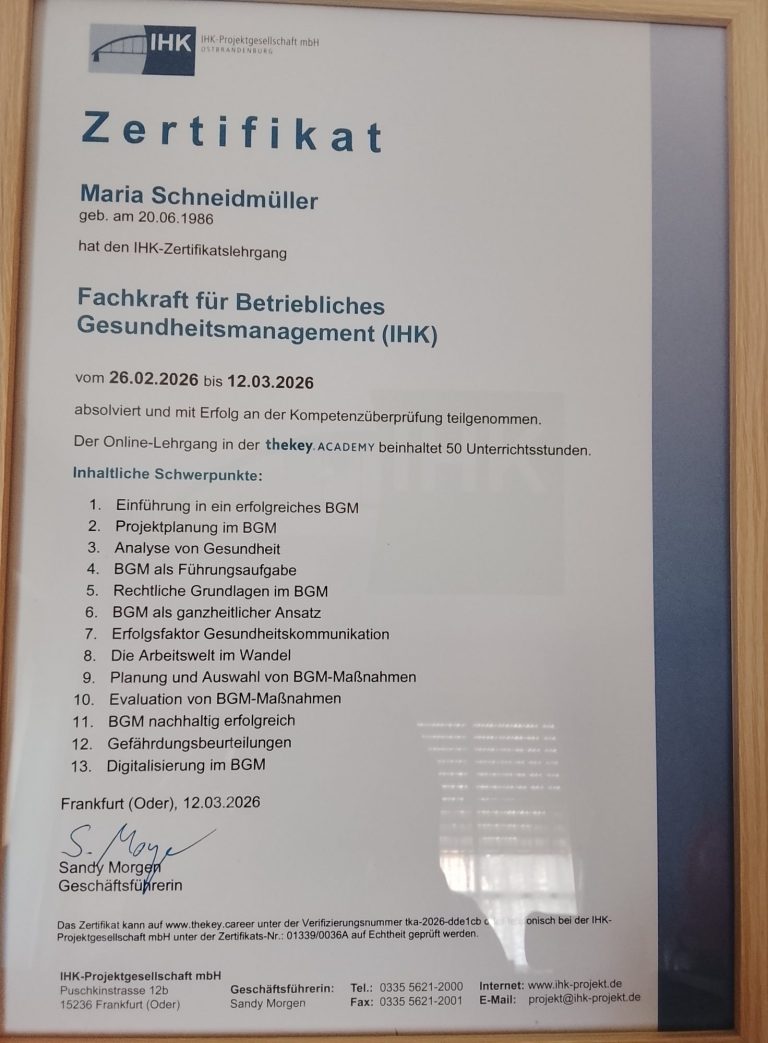 IHK
IHK-Projektgesellschaft mbH
OSTBRANDENBURG
Zertifikat
Maria Schneidmüller
geb. am 20.06.1986
hat den IHK-Zertifikatslehrgang
Fachkraft für Betriebliches
Gesundheitsmanagement (IHK)
vom 26.02.2026 bis 12.03.2026
absolviert und mit Erfolg an der Kompetenzüberprüfung teilgenommen.
Der Online-Lehrgang in der thekey.ACADEMY beinhaltet 50 Unterrichtsstunden.
Inhaltliche Schwerpunkte:
1. Einführung in ein erfolgreiches BGM
2. Projektplanung im BGM
3. Analyse von Gesundheit
4. BGM als Führungsaufgabe
5. Rechtliche Grundlagen im BGM
6. BGM als ganzheitlicher Ansatz
7. Erfolgsfaktor Gesundheitskommunikation
8. Die Arbeitswelt im Wandel
9. Planung und Auswahl von BGM-Maßnahmen
10. Evaluation von BGM-Maßnahmen
11. BGM nachhaltig erfolgreich
12. Gefährdungsbeurteilungen
13. Digitalisierung im BGM
Frankfurt (Oder), 12.03.2026
Sandy Morgen
Geschäftsführerin
Das Zertifikat kann auf www.thekey.career unter der Verifizierungsnummer tka-2026-dde1cb bei der IHK-
Projektgesellschaft mbH unter der Zertifikats-Nr.: 01339/0036A auf Echtheit geprüft werden.
IHK-Projektgesellschaft mbH
Puschkinstrasse 12b
15236 Frankfurt (Oder)
Geschäftsführerin:
Sandy Morgen
Tel.: 0335 5621-2000
Fax: 0335 5621-2001
Internet: www.ihk-projekt.de
E-Mail: projekt@ihk-projekt.de